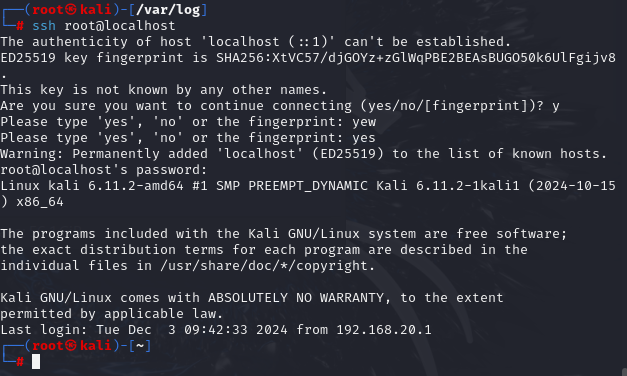 ┌──(root㉿kali)-[/var/log]
└─# ssh root@localhost
The authenticity of host 'localhost (::1)' can't be established.
ED25519 key fingerprint is SHA256:XtVC57/djGOYz+zGlWqPBE2BEAsBUGO50k6UlFgijv8
.
This key is not known by any other names.
Are you sure you want to continue connecting (yes/no/[fingerprint])? y
Please type 'yes', 'no' or the fingerprint: yew
Please type 'yes', 'no' or the fingerprint: yes
Warning: Permanently added 'localhost' (ED25519) to the list of known hosts.
root@localhost's password:
Linux kali 6.11.2-amd64 #1 SMP PREEMPT_DYNAMIC Kali 6.11.2-1kali1 (2024-10-15
) x86_64
The programs included with the Kali GNU/Linux system are free software;
the exact distribution terms for each program are described in the
individual files in /usr/share/doc/*/copyright.
Kali GNU/Linux comes with ABSOLUTELY NO WARRANTY, to the extent
permitted by applicable law.
Last login: Tue Dec  3 09:42:33 2024 from 192.168.20.1
┌──(root㉿kali)-[~]
└─#